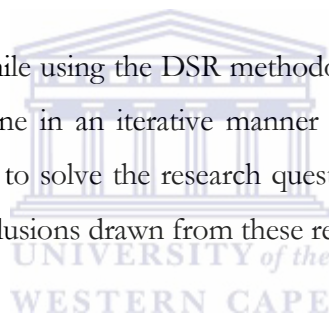 ile using the DSR methodo
ne in an iterative manner
to solve the research quest
lusions drawn from these re
UNIVERSITY of the
WESTERN CAPE